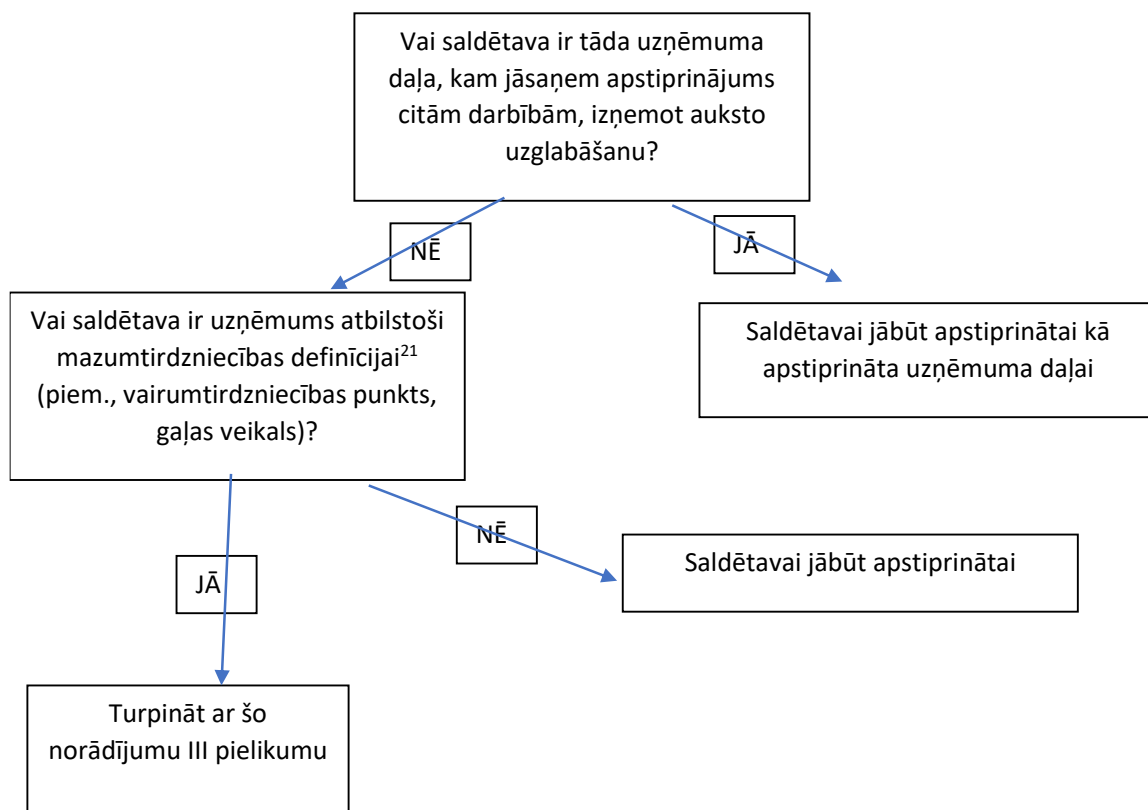 Vai saldētava ir tāda uzņēmuma
daļa, kam jāsaņem apstiprinājums
citām darbībām, izņemot auksto
uzglabāšanu?
NĒ
JĀ
Vai saldētava ir uzņēmums atbilstoši
mazumtirdzniecības definīcijai²¹
(piem., vairumtirdzniecības punkts,
gaļas veikals)?
Saldētavai jābūt apstiprinātai kā
apstiprināta uzņēmuma daļai
NĒ
Saldētavai jābūt apstiprinātai
JĀ
Turpināt ar šo
norādījumu III pielikumu